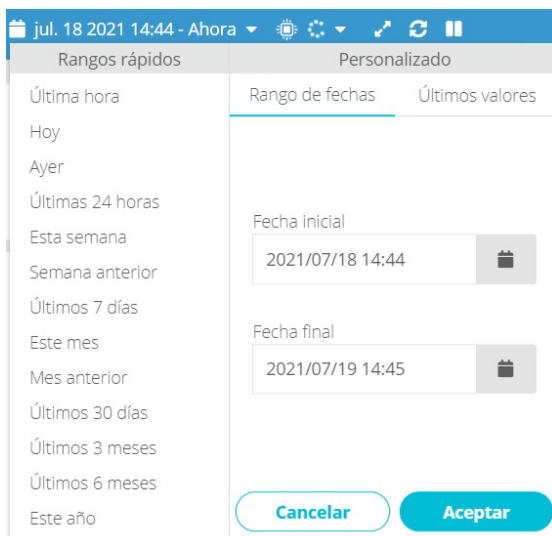 jul. 18 2021 14:44 - Ahora
Rangos rápidos
Personalizado
Última hora
Hoy
Ayer
Últimas 24 horas
Esta semana
Semana anterior
Últimos 7 días
Este mes
Mes anterior
Últimos 30 días
Últimos 3 meses
Últimos 6 meses
Este año
Rango de fechas
Últimos valores
Fecha inicial
2021/07/18 14:44
Fecha final
2021/07/19 14:45
Cancelar
Aceptar